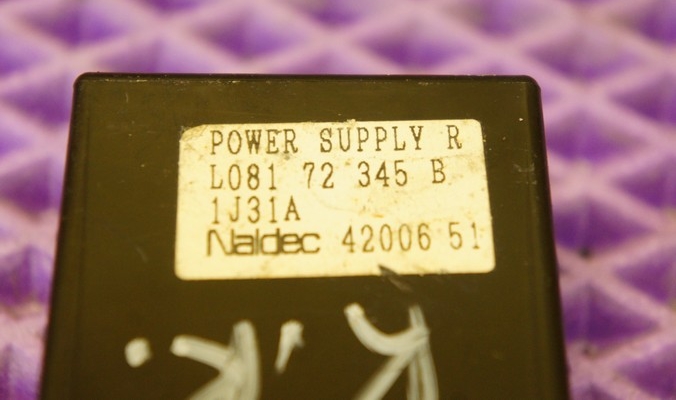 POWER SUPPLY R
L081 72 345 B
1J31A
Naldec 42006 51